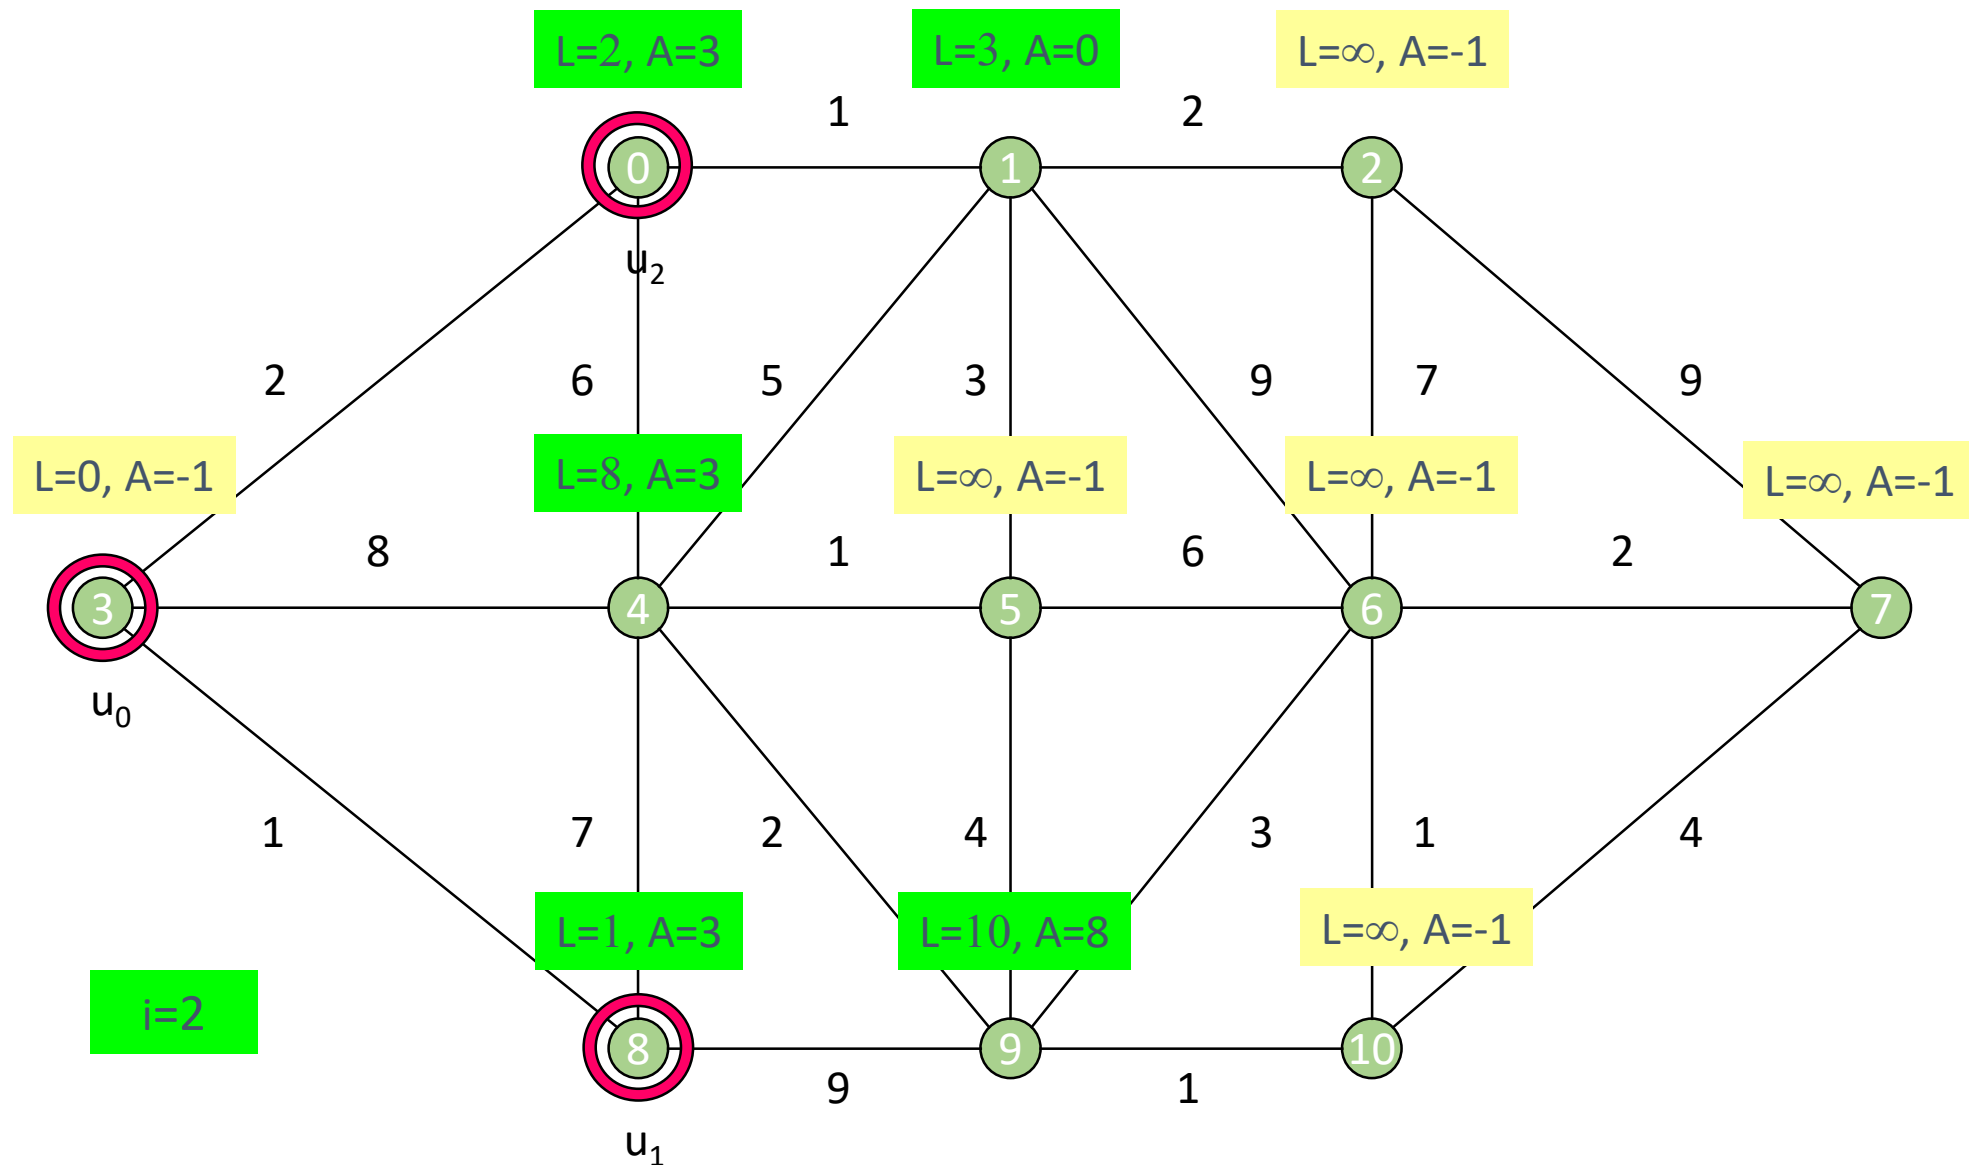 L=2, A=3
L=3, A=0
L=∞, A=-1
1
2
0
1
2
u2
2
6
5
3
9
7
9
L=0, A=-1
L=8, A=3
L=∞, A=-1
L=∞, A=-1
L=∞, A=-1
8
1
6
2
3
4
5
6
7
u0
1
7
2
4
3
1
4
L=1, A=3
L=10, A=8
L=∞, A=-1
i=2
8
9
10
9
1
u1